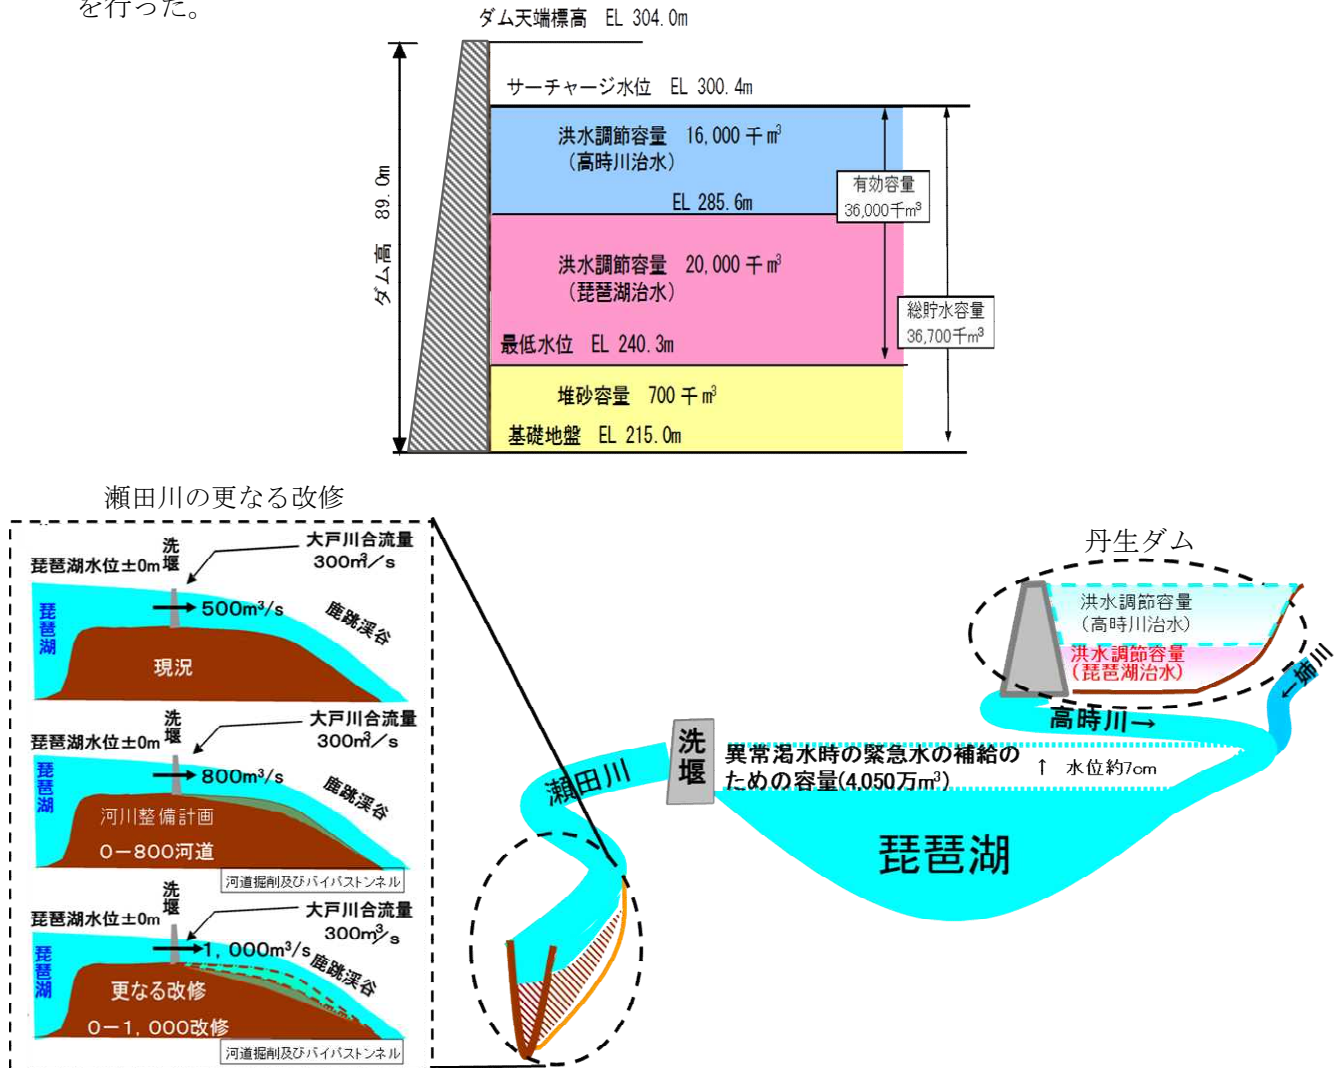 を行った。
ダム天端標高 EL 304.0m
サーチャージ水位 EL 300.4m
洪水調節容量 16,000千㎥
(高時川治水)
EL 285.6m
有効容量
36,000千m³
ダム高 89.0m
洪水調節容量 20,000千㎥
(琵琶湖治水)
総貯水容量
36,700千m³
最低水位 EL 240.3m
堆砂容量 700千㎥
基礎地盤 EL 215.0m
瀬田川の更なる改修
琵琶湖水位±0m
洗堰
大戸川合流量
300㎥/s
500m³/s
鹿跳渓谷
琵琶湖
現況
琵琶湖水位±0m
洗堰
大戸川合流量
300㎥/s
800m³/s
鹿跳渓谷
琵琶湖
河川整備計画
0-800河道
河道掘削及びバイパストンネル
琵琶湖水位±0m
洗堰
大戸川合流量
300㎥/s
1,000m³/s
鹿跳渓谷
琵琶湖
更なる改修
0-1,000改修
河道掘削及びバイパストンネル
丹生ダム
洪水調節容量
(高時川治水)
洪水調節容量
(琵琶湖治水)
←姉川
高時川→
洗堰
瀬田川
異常渇水時の緊急水の補給の
ための容量(4,050万m³)
↑ 水位約7cm
琵琶湖